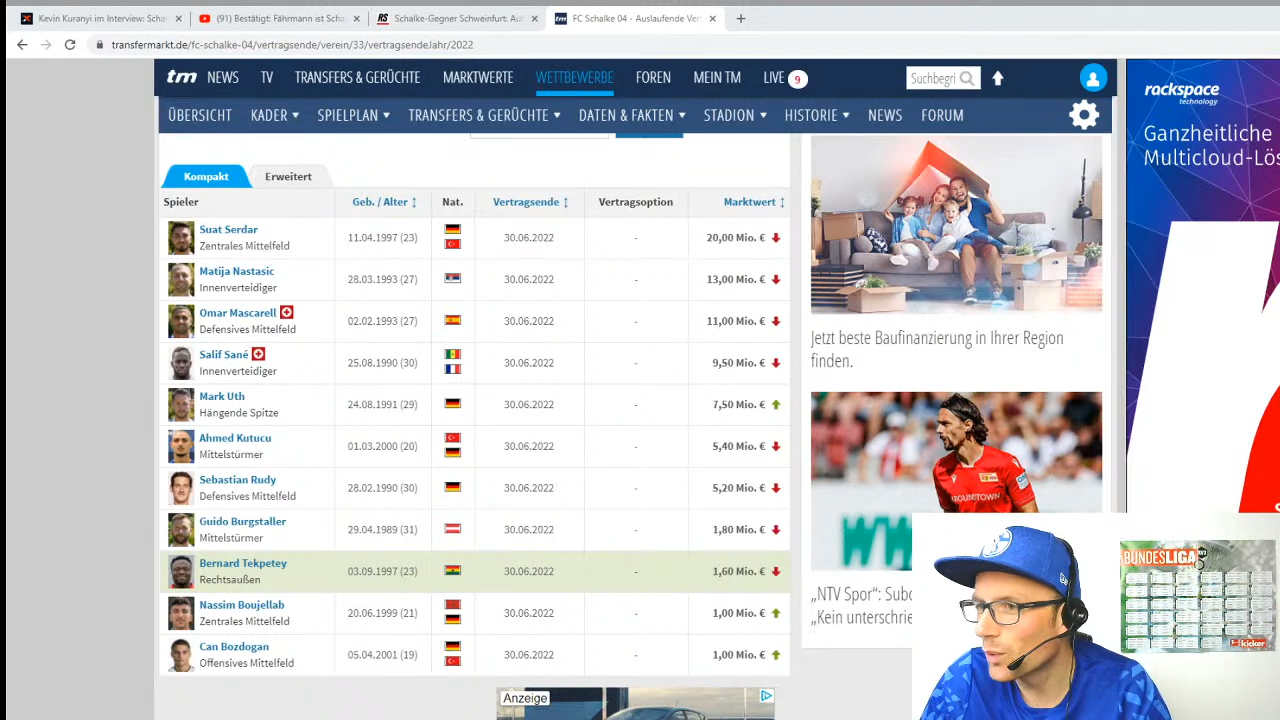 Kevin Kuranyi im Interview: Scha
(91) Bestätigt: Fährmann ist Scha
RS Schalke-Gegner Schweinfurt: Au
tm FC Schalke 04 - Auslaufende Ver
transfermarkt.de/fc-schalke-04/vertragsende/verein/33/vertragsendeJahr/2022
tm NEWS TV TRANSFERS & GERÜCHTE MARKTWERTE WETTBEWERBE FOREN MEIN TM LIVE 9 Suchbegri
ÜBERSICHT KADER SPIELPLAN TRANSFERS & GERÜCHTE DATEN & FAKTEN STADION HISTORIE NEWS FORUM
Kompakt Erweitert
Spieler Geb. / Alter Nat. Vertragsende Vertragsoption Marktwert
Suat Serdar
Zentrales Mittelfeld
11.04.1997 (23) 30.06.2022 - 20,00 Mio. €
Matija Nastasic
Innenverteidiger
28.03.1993 (27) 30.06.2022 - 13,00 Mio. €
Omar Mascarell
Defensives Mittelfeld
02.02.1993 (27) 30.06.2022 - 11,00 Mio. €
Salif Sané
Innenverteidiger
25.08.1990 (30) 30.06.2022 - 9,50 Mio. €
Mark Uth
Hängende Spitze
24.08.1991 (29) 30.06.2022 - 7,50 Mio. €
Ahmed Kutucu
Mittelstürmer
01.03.2000 (20) 30.06.2022 - 5,40 Mio. €
Sebastian Rudy
Defensives Mittelfeld
28.02.1990 (30) 30.06.2022 - 5,20 Mio. €
Guido Burgstaller
Mittelstürmer
29.04.1989 (31) 30.06.2022 - 1,80 Mio. €
Bernard Tekpetey
Rechtsaußen
03.09.1997 (23) 30.06.2022 - 1,60 Mio. €
Nassim Boujellab
Zentrales Mittelfeld
20.06.1999 (21) 30.06.2022 - 1,00 Mio. €
Can Bozdogan
Offensives Mittelfeld
05.04.2001 (19) 30.06.2022 - 1,00 Mio. €
Anzeige
Jetzt beste Baufinanzierung in Ihrer Region
finden.
„NTV Spor“: Subo
„Kein unterschrie
rackspace
technology
Ganzheitliche
Multicloud-Lös
BUNDESLIGA
kicker